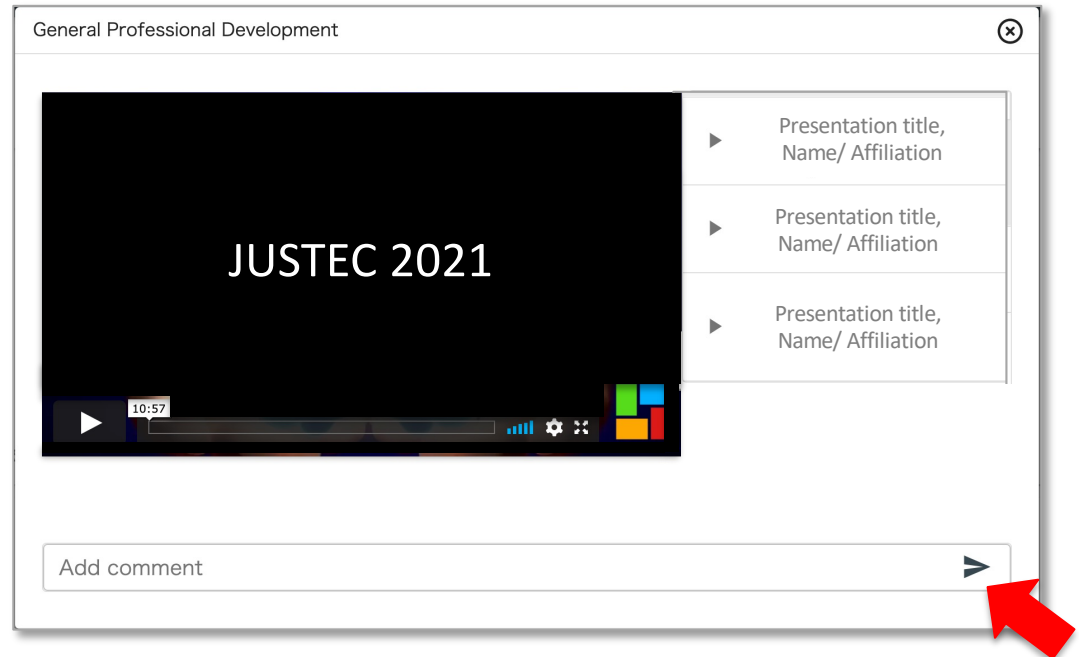 General Professional Development
Presentation title,
Name/ Affiliation
Presentation title,
Name/ Affiliation
JUSTEC 2021
Presentation title,
Name/ Affiliation
10:57
Add comment